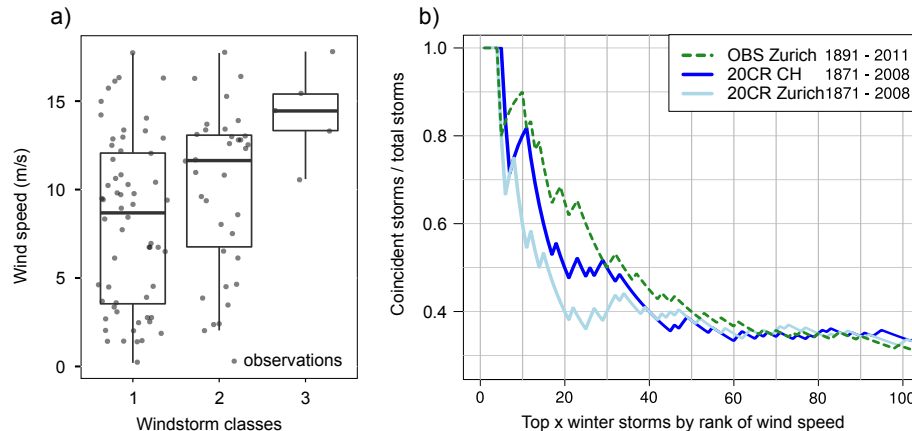 a)
Wind speed (m/s)
15
10
5
0
observations
1 2 3
Windstorm classes
b)
Coincident storms / total storms
1.0
0.8
0.6
0.4
OBS Zurich 1891 - 2011
20CR CH 1871 - 2008
20CR Zurich 1871 - 2008
0 20 40 60 80 100
Top x winter storms by rank of wind speed